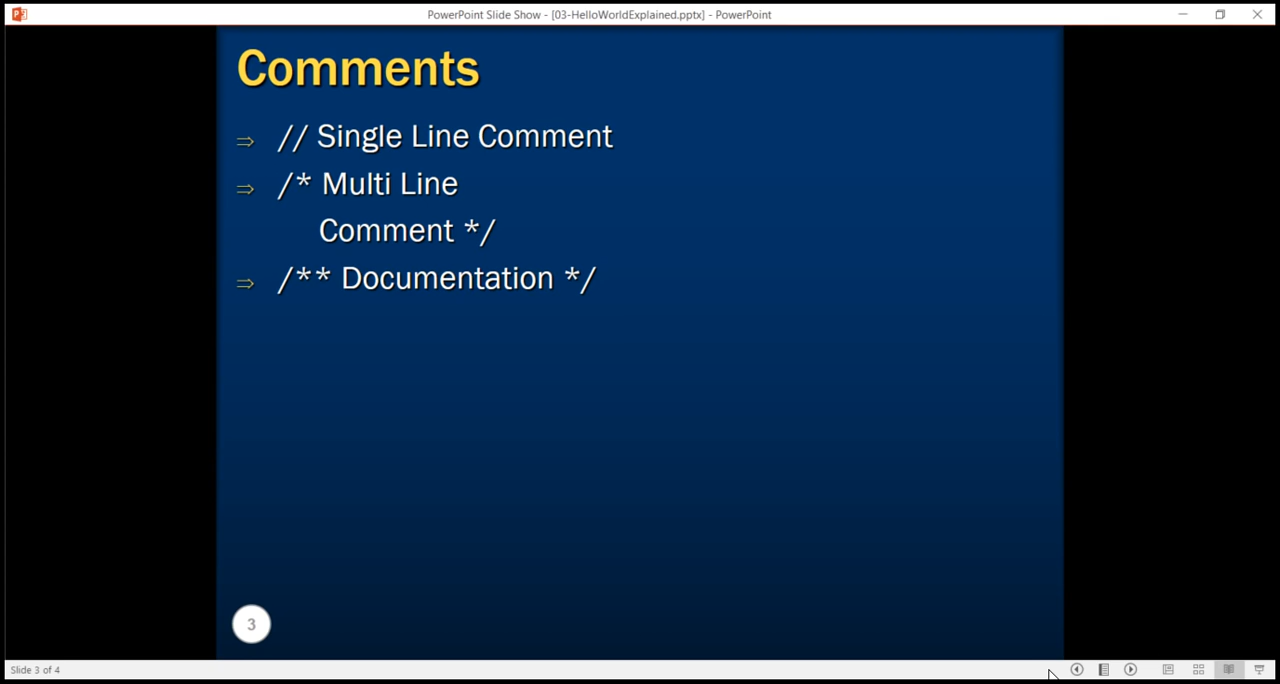 PowerPoint Slide Show - [03-HelloWorldExplained.pptx] - PowerPoint
Comments
⇒ // Single Line Comment
⇒ /* Multi Line
Comment */
⇒ /** Documentation */
3
Slide 3 of 4